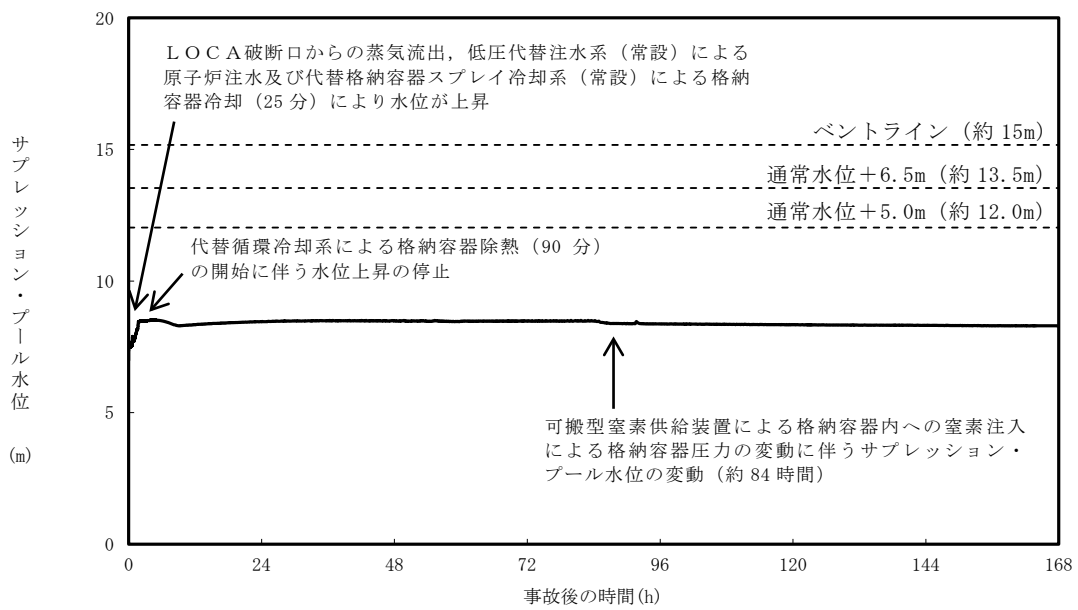 20
15
10
5
0
サプレッション・プール水位
(m)
ＬＯＣＡ破断口からの蒸気流出，低圧代替注水系（常設）による
原子炉注水及び代替格納容器スプレイ冷却系（常設）による格納
容器冷却（25 分）により水位が上昇
ベントライン（約 15m）
通常水位＋6.5m（約 13.5m）
通常水位＋5.0m（約 12.0m）
代替循環冷却系による格納容器除熱（90 分）
の開始に伴う水位上昇の停止
可搬型窒素供給装置による格納容器内への窒素注入
による格納容器圧力の変動に伴うサプレッション・
プール水位の変動（約 84 時間）
0 24 48 72 96 120 144 168
事故後の時間(h)